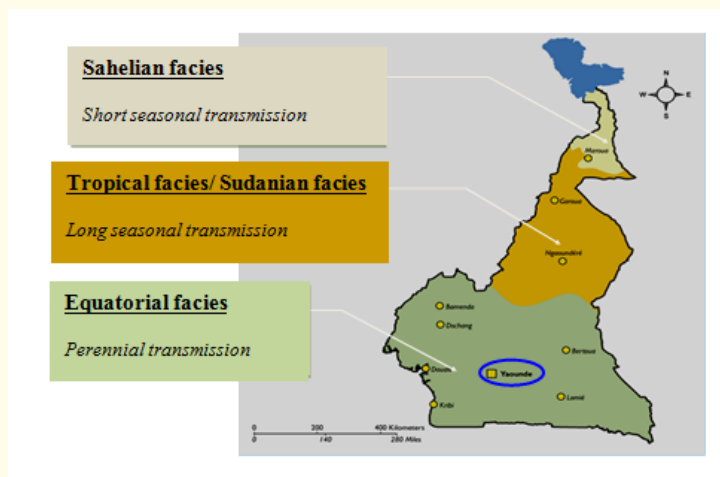 Sahelian facies
Short seasonal transmission
Tropical facies/ Sudanian facies
Long seasonal transmission
Equatorial facies
Perennial transmission
N
W E
S
Maroua
Garoua
Ngaoundéré
Bamenda
Dschang
Bertoua
Douala
Yaounde
Kribi
Lomié
0 200 400 Kilometers
0 140 280 Miles